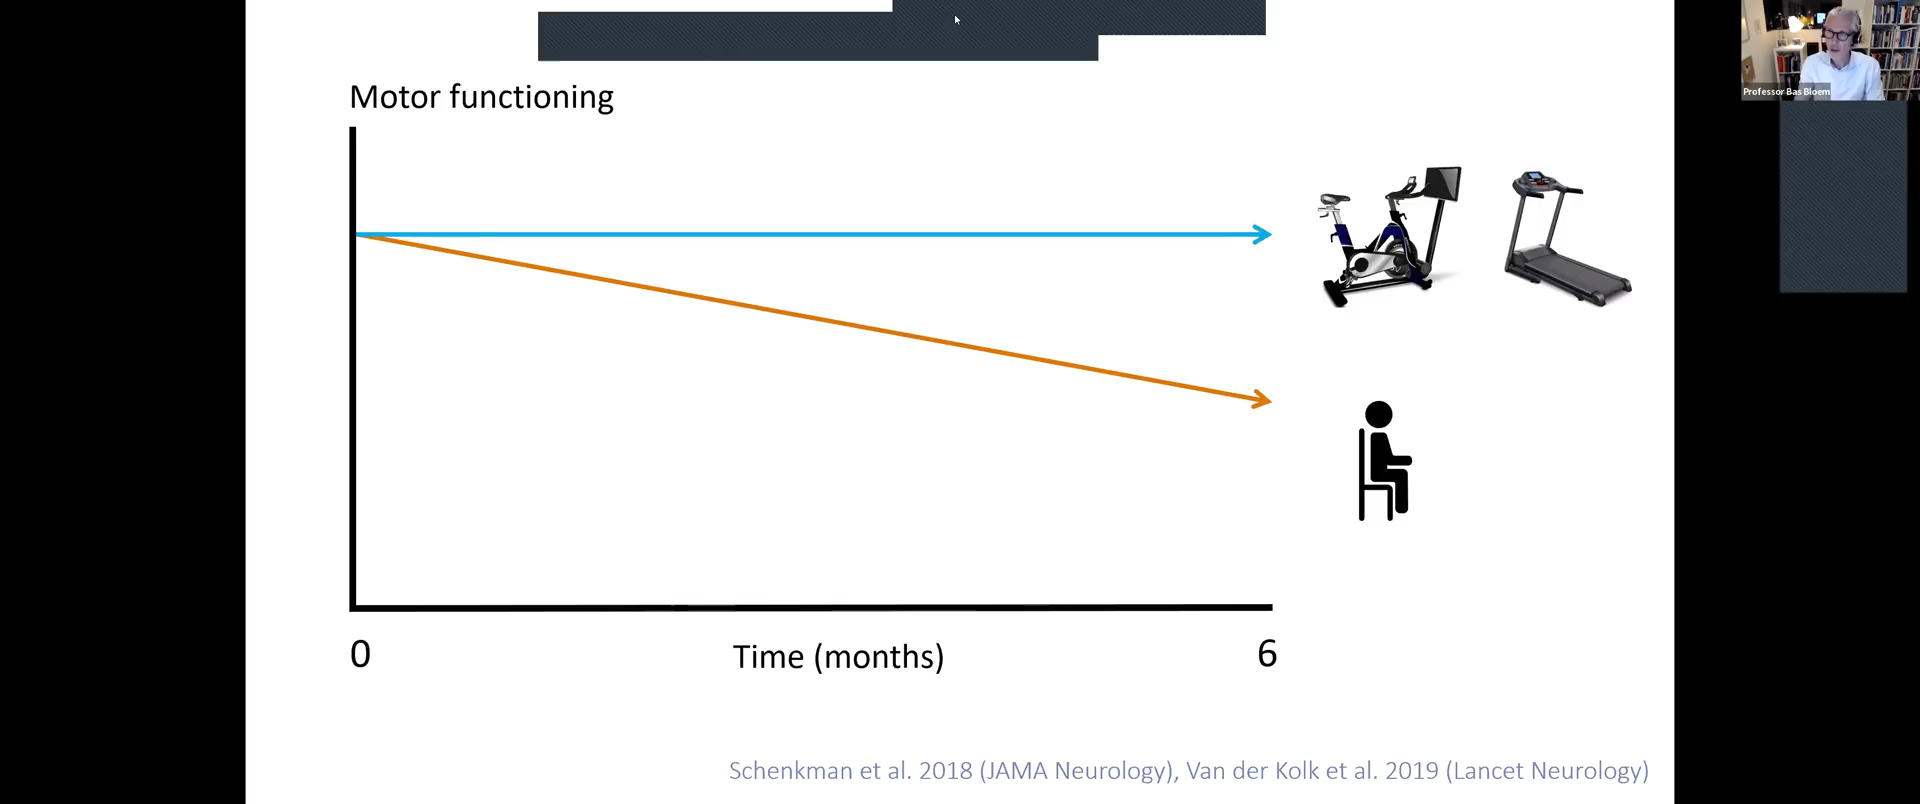 Professor Bas Bloem
Motor functioning
0
Time (months)
6
Schenkman et al. 2018 (JAMA Neurology), Van der Kolk et al. 2019 (Lancet Neurology)